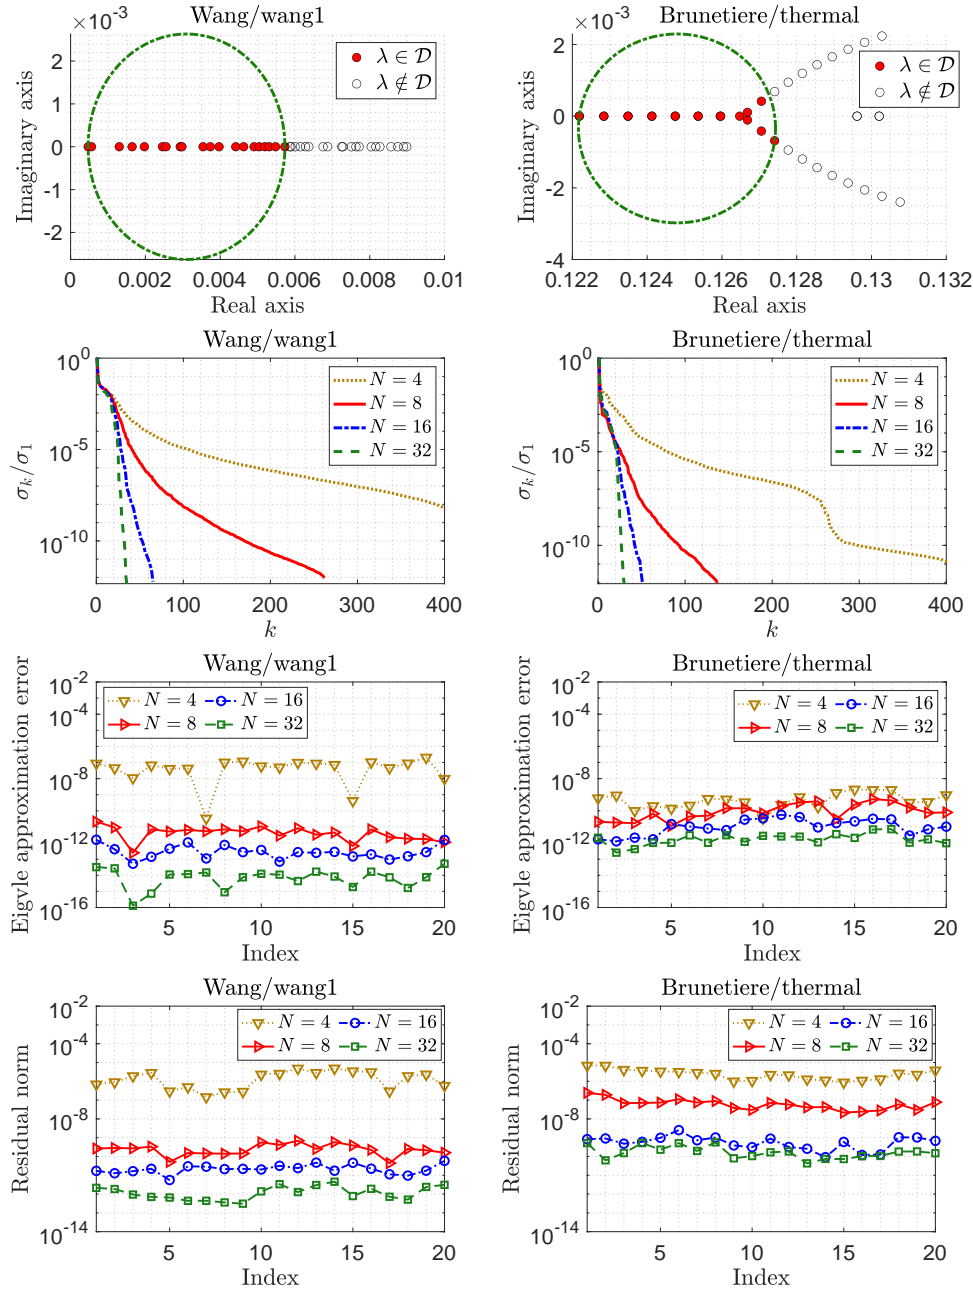 Wang/wang1
×10⁻³
Imaginary axis
2
1
0
-1
-2
λ ∈ 𝒟
λ ∉ 𝒟
0
0.002
0.004
0.006
0.008
0.01
Real axis
Brunetiere/thermal
×10⁻³
Imaginary axis
2
0
-2
-4
λ ∈ 𝒟
λ ∉ 𝒟
0.122
0.124
0.126
0.128
0.13
0.132
Real axis
Wang/wang1
σₖ/σ₁
10⁰
10⁻⁵
10⁻¹⁰
N = 4
N = 8
N = 16
N = 32
0
100
200
300
400
k
Brunetiere/thermal
σₖ/σ₁
10⁰
10⁻⁵
10⁻¹⁰
N = 4
N = 8
N = 16
N = 32
0
100
200
300
400
k
Wang/wang1
Eigvle approximation error
10⁻²
10⁻⁴
10⁻⁸
10⁻¹²
10⁻¹⁶
N = 4
N = 16
N = 8
N = 32
5
10
15
20
Index
Brunetiere/thermal
Eigvle approximation error
10⁻²
10⁻⁴
10⁻⁸
10⁻¹²
10⁻¹⁶
N = 4
N = 16
N = 8
N = 32
5
10
15
20
Index
Wang/wang1
Residual norm
10⁻²
10⁻⁴
10⁻⁸
10⁻¹⁴
N = 4
N = 16
N = 8
N = 32
5
10
15
20
Index
Brunetiere/thermal
Residual norm
10⁻²
10⁻⁴
10⁻⁸
10⁻¹⁴
N = 4
N = 16
N = 8
N = 32
5
10
15
20
Index